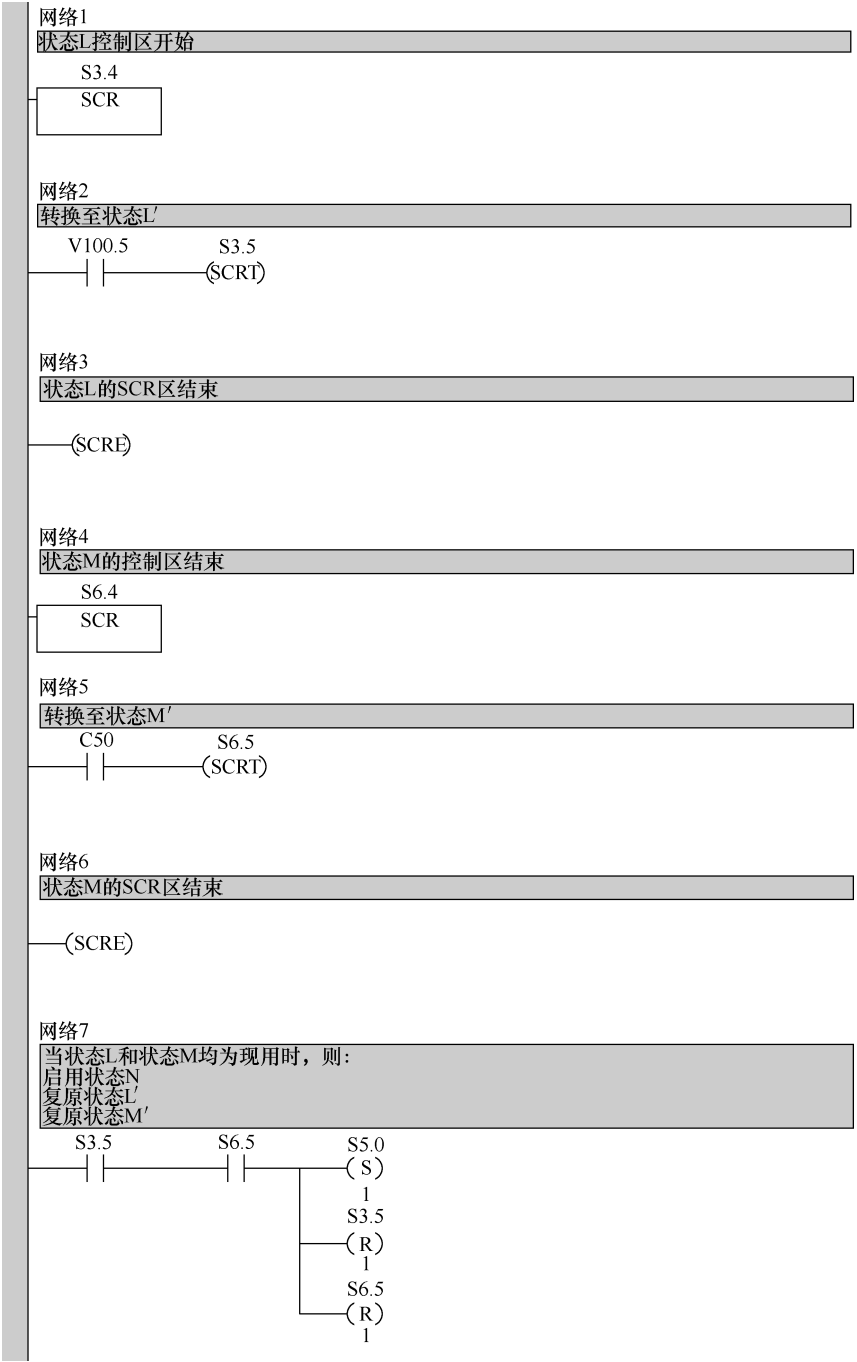 网络1
状态L控制区开始
S3.4
SCR
网络2
转换至状态L′
V100.5 S3.5
(SCRT)
网络3
状态L的SCR区结束
(SCRE)
网络4
状态M的控制区结束
S6.4
SCR
网络5
转换至状态M′
C50 S6.5
(SCRT)
网络6
状态M的SCR区结束
(SCRE)
网络7
当状态L和状态M均为现用时，则：
启用状态N
复原状态L′
复原状态M′
S3.5 S6.5 S5.0
(S)
1
S3.5
(R)
1
S6.5
(R)
1